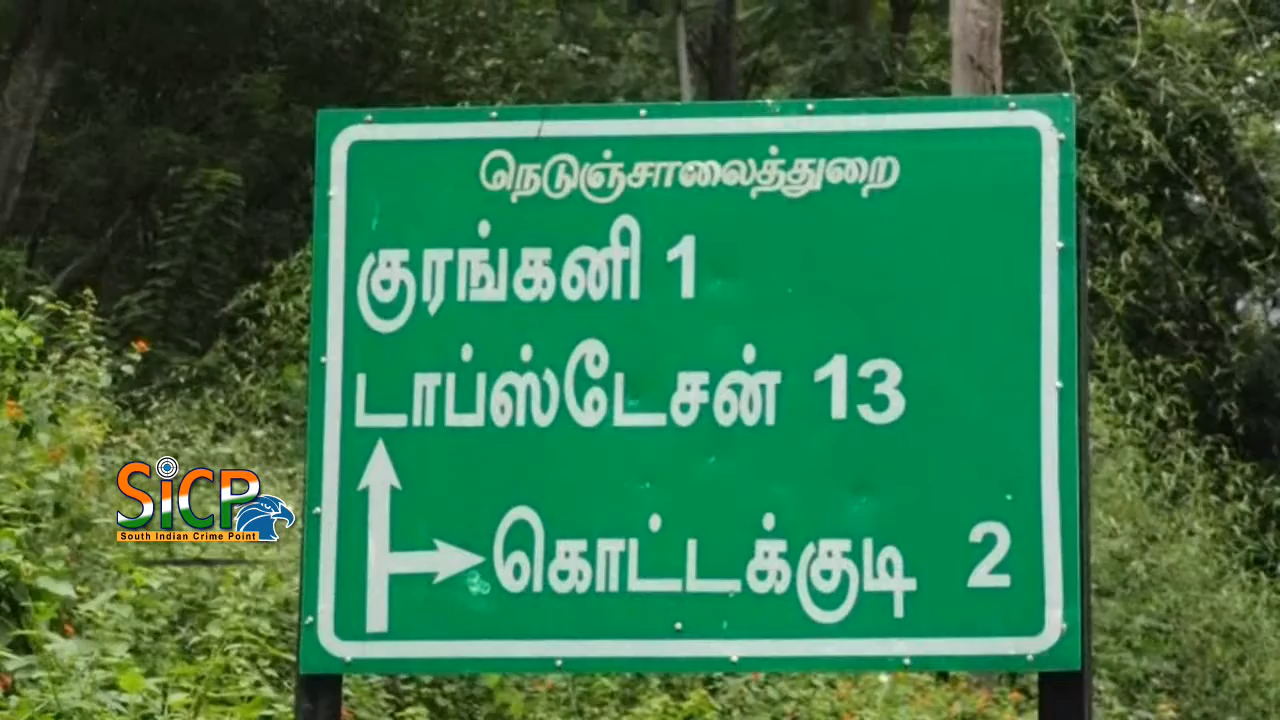 நெடுஞ்சாலைத்துறை
குரங்கனி 1
டாப்ஸ்டேசன் 13
கொட்டக்குடி 2
SiCP
South Indian Crime Point